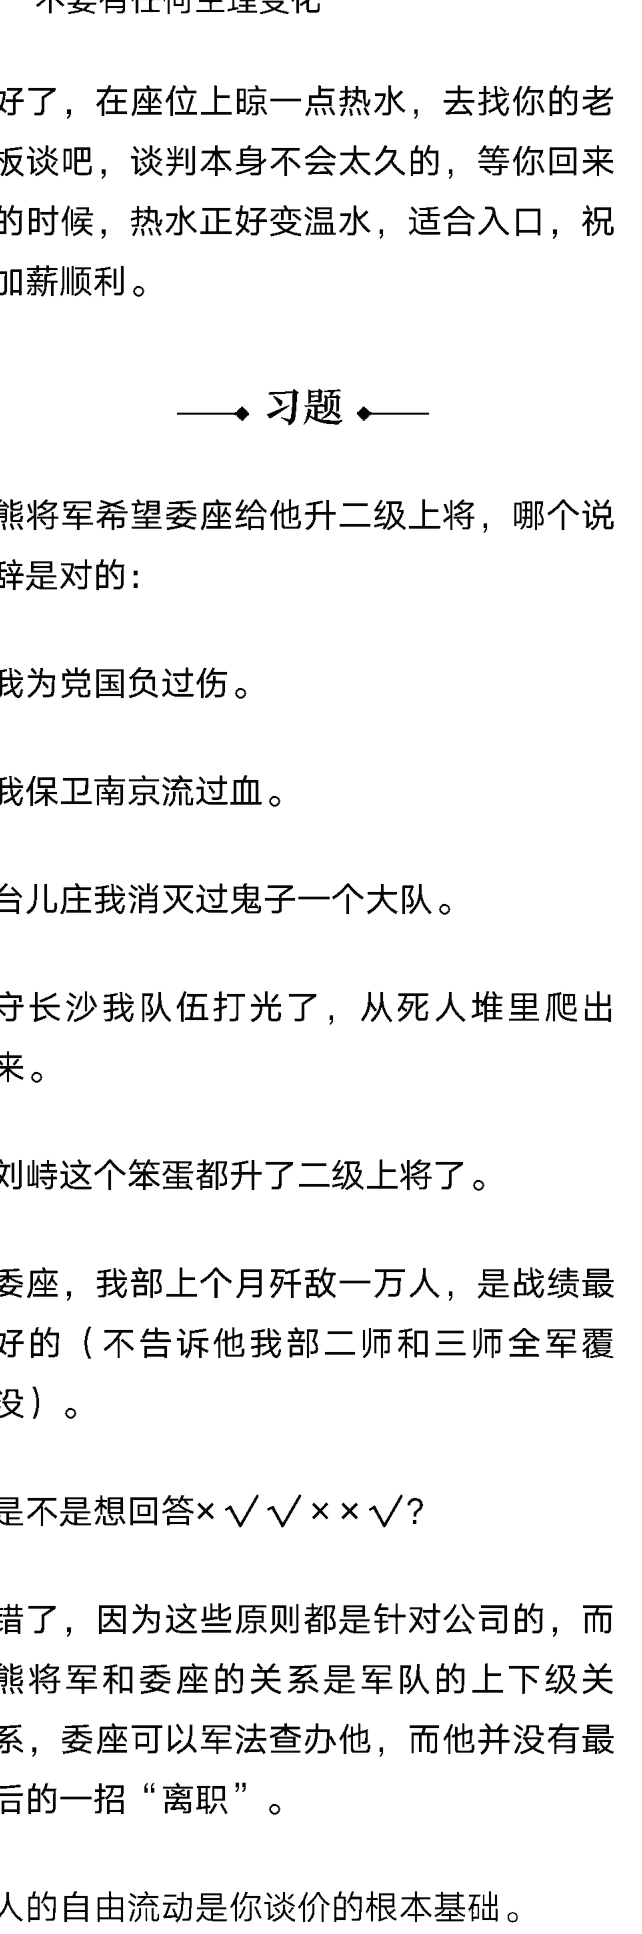 不要有任何生理变化
好了，在座位上晾一点热水，去找你的老
板谈吧，谈判本身不会太久的，等你回来
的时候，热水正好变温水，适合入口，祝
加薪顺利。
习题
熊将军希望委座给他升二级上将，哪个说
辞是对的：
我为党国负过伤。
我保卫南京流过血。
台儿庄我消灭过鬼子一个大队。
守长沙我队伍打光了，从死人堆里爬出
来。
刘峙这个笨蛋都升了二级上将了。
委座，我部上个月歼敌一万人，是战绩最
好的（不告诉他我部二师和三师全军覆
没）。
是不是想回答×√√××√？
错了，因为这些原则都是针对公司的，而
熊将军和委座的关系是军队的上下级关
系，委座可以军法查办他，而他并没有最
后的一招“离职”。
人的自由流动是你谈价的根本基础。